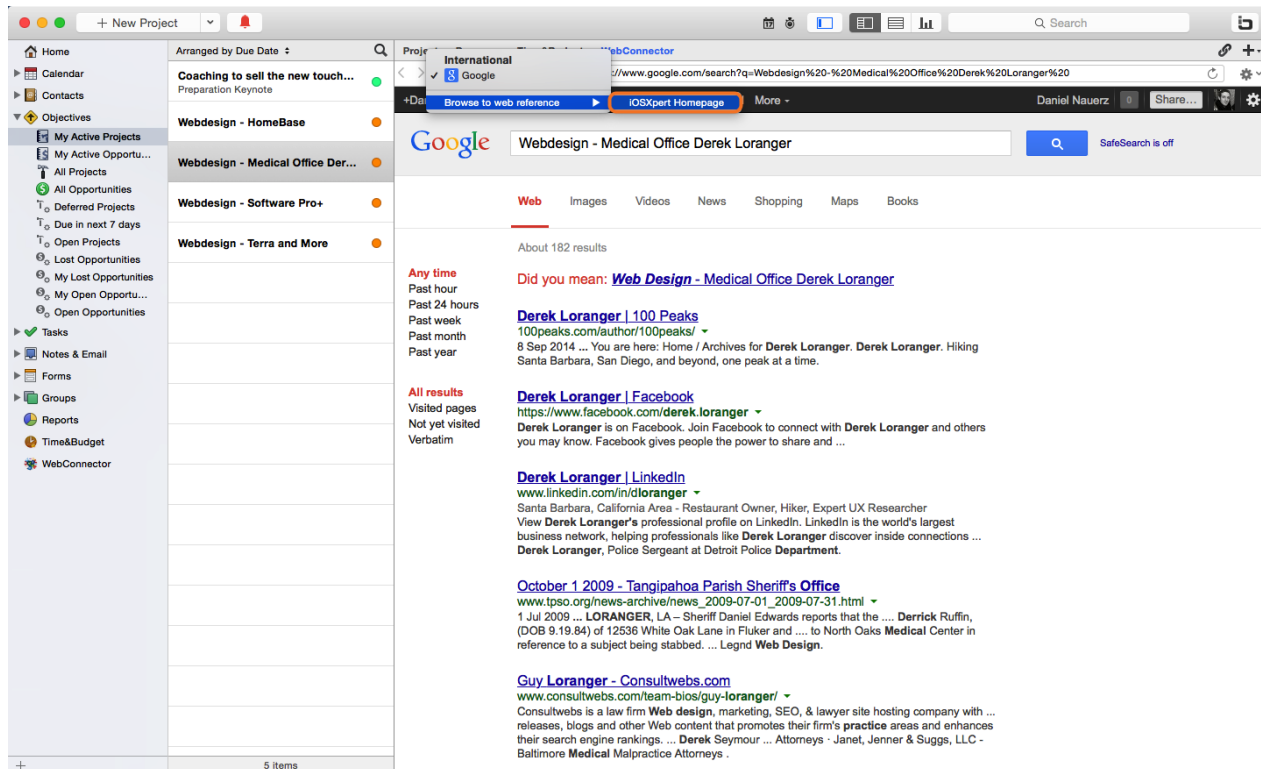 + New Project
Search
Home
Calendar
Contacts
Objectives
My Active Projects
My Active Opportu...
All Projects
All Opportunities
Deferred Projects
Due in next 7 days
Open Projects
Lost Opportunities
My Lost Opportunities
My Open Opportu...
Open Opportunities
Tasks
Notes & Email
Forms
Groups
Reports
Time&Budget
WebConnector
Arranged by Due Date
Coaching to sell the new touch...
Preparation Keynote
Webdesign - HomeBase
Webdesign - Medical Office Der...
Webdesign - Software Pro+
Webdesign - Terra and More
5 items
WebConnector
International
Google
Browse to web reference
iOSXpert Homepage
://www.google.com/search?q=Webdesign%20-%20Medical%20Office%20Derek%20Loranger%20
More
Daniel Nauerz 0 Share...
Google
Webdesign - Medical Office Derek Loranger
SafeSearch is off
Web Images Videos News Shopping Maps Books
About 182 results
Any time
Past hour
Past 24 hours
Past week
Past month
Past year
All results
Visited pages
Not yet visited
Verbatim
Did you mean: Web Design - Medical Office Derek Loranger
Derek Loranger | 100 Peaks
100peaks.com/author/100peaks/
8 Sep 2014 ... You are here: Home / Archives for Derek Loranger. Derek Loranger. Hiking
Santa Barbara, San Diego, and beyond, one peak at a time.
Derek Loranger | Facebook
https://www.facebook.com/derek.loranger
Derek Loranger is on Facebook. Join Facebook to connect with Derek Loranger and others
you may know. Facebook gives people the power to share and ...
Derek Loranger | LinkedIn
www.linkedin.com/in/dloranger
Santa Barbara, California Area - Restaurant Owner, Hiker, Expert UX Researcher
View Derek Loranger's professional profile on LinkedIn. LinkedIn is the world's largest
business network, helping professionals like Derek Loranger discover inside connections ...
Derek Loranger, Police Sergeant at Detroit Police Department.
October 1 2009 - Tangipahoa Parish Sheriff's Office
www.tpso.org/news-archive/news_2009-07-01_2009-07-31.html
1 Jul 2009 ... LORANGER, LA – Sheriff Daniel Edwards reports that the .... Derrick Ruffin,
(DOB 9.19.84) of 12536 White Oak Lane in Fluker and .... to North Oaks Medical Center in
reference to a subject being stabbed. ... Legnd Web Design.
Guy Loranger - Consultwebs.com
www.consultwebs.com/team-bios/guy-loranger/
Consultwebs is a law firm Web design, marketing, SEO, & lawyer site hosting company with ...
releases, blogs and other Web content that promotes their firm's practice areas and enhances
their search engine rankings. ... Derek Seymour ... Attorneys · Janet, Jenner & Suggs, LLC -
Baltimore Medical Malpractice Attorneys .